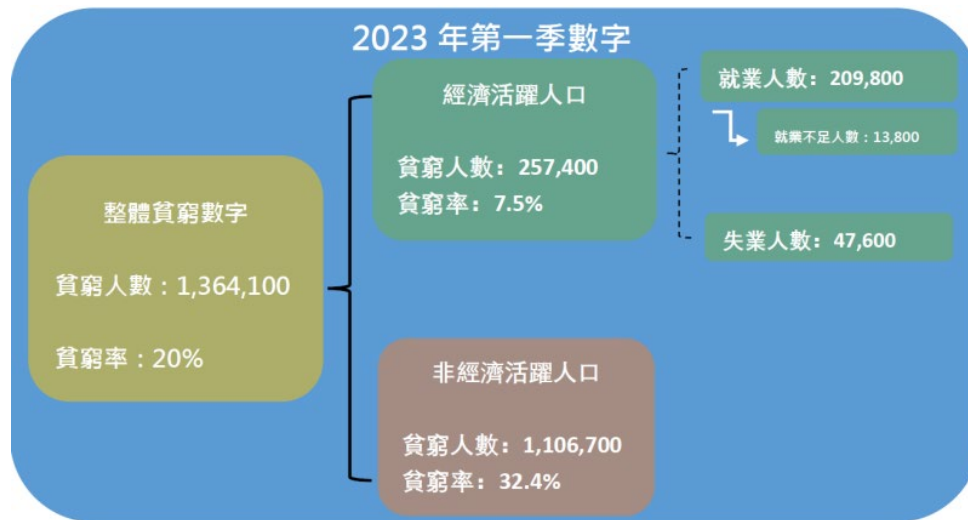 2023 年第一季數字
整體貧窮數字
貧窮人數：1,364,100
貧窮率：20%
經濟活躍人口
貧窮人數：257,400
貧窮率：7.5%
就業人數：209,800
就業不足人數：13,800
失業人數：47,600
非經濟活躍人口
貧窮人數：1,106,700
貧窮率：32.4%